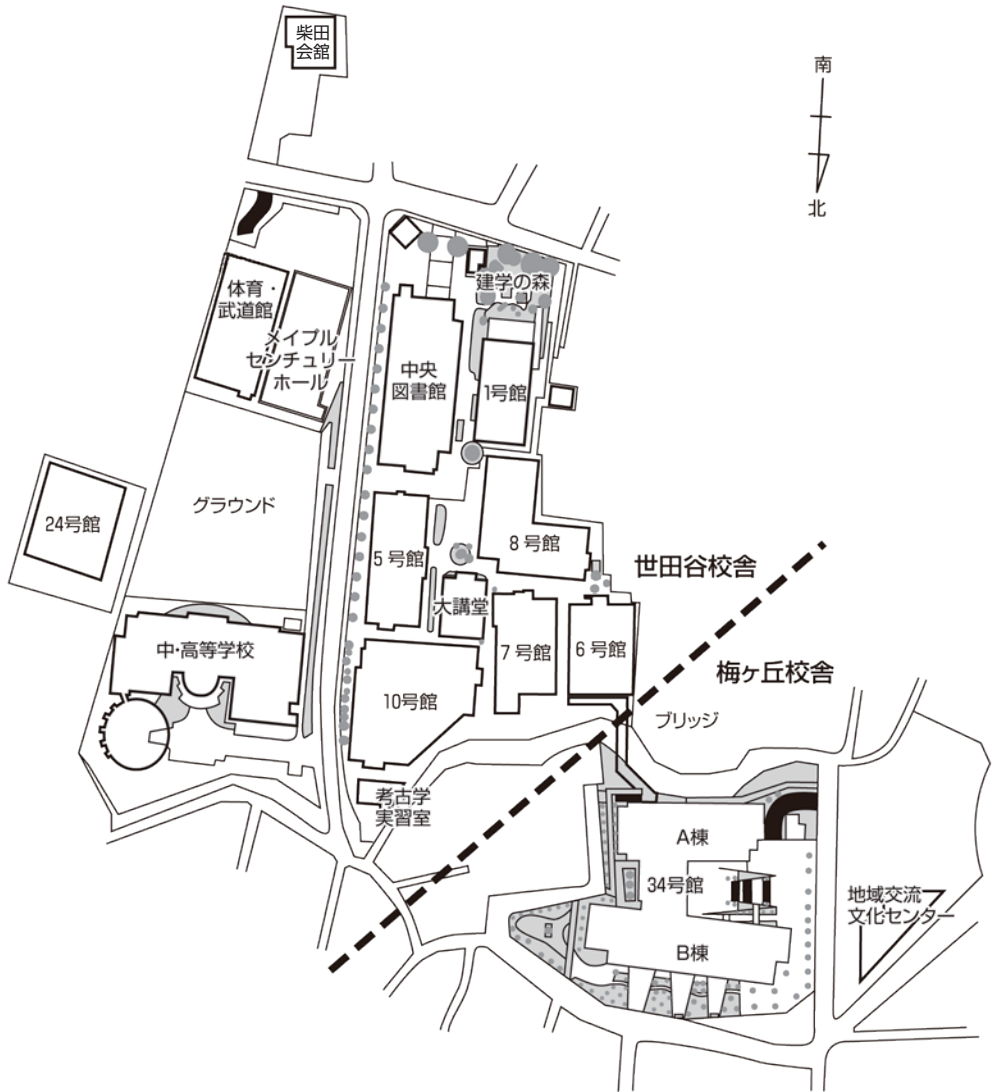 柴田
会舘
南
北
建学の森
体育・
武道館
メイプル
センチュリー
ホール
中央
図書館
1号館
グラウンド
24号館
5号館
8号館
世田谷校舎
大講堂
中・高等学校
7号館
6号館
梅ヶ丘校舎
10号館
ブリッジ
考古学
実習室
A棟
34号館
地域交流
文化センター
B棟